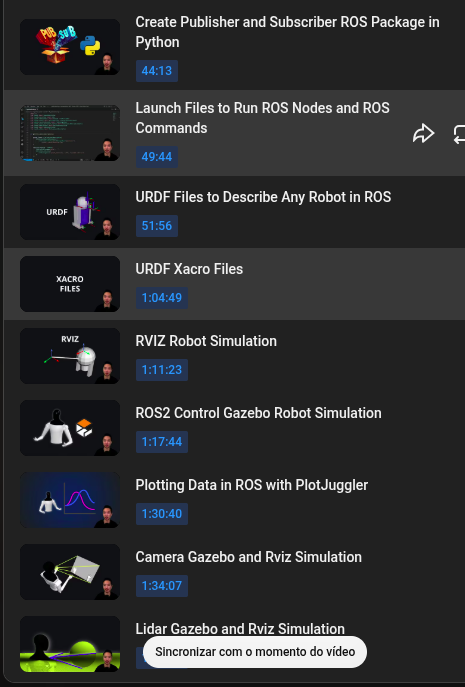 PUB
SUB
Create Publisher and Subscriber ROS Package in
Python
44:13
Launch Files to Run ROS Nodes and ROS
Commands
49:44
URDF
URDF Files to Describe Any Robot in ROS
51:56
XACRO
FILES
URDF Xacro Files
1:04:49
RVIZ
RVIZ Robot Simulation
1:11:23
ROS2 Control Gazebo Robot Simulation
1:17:44
Plotting Data in ROS with PlotJuggler
1:30:40
Camera Gazebo and Rviz Simulation
1:34:07
Lidar Gazebo and Rviz Simulation
Sincronizar com o momento do vídeo